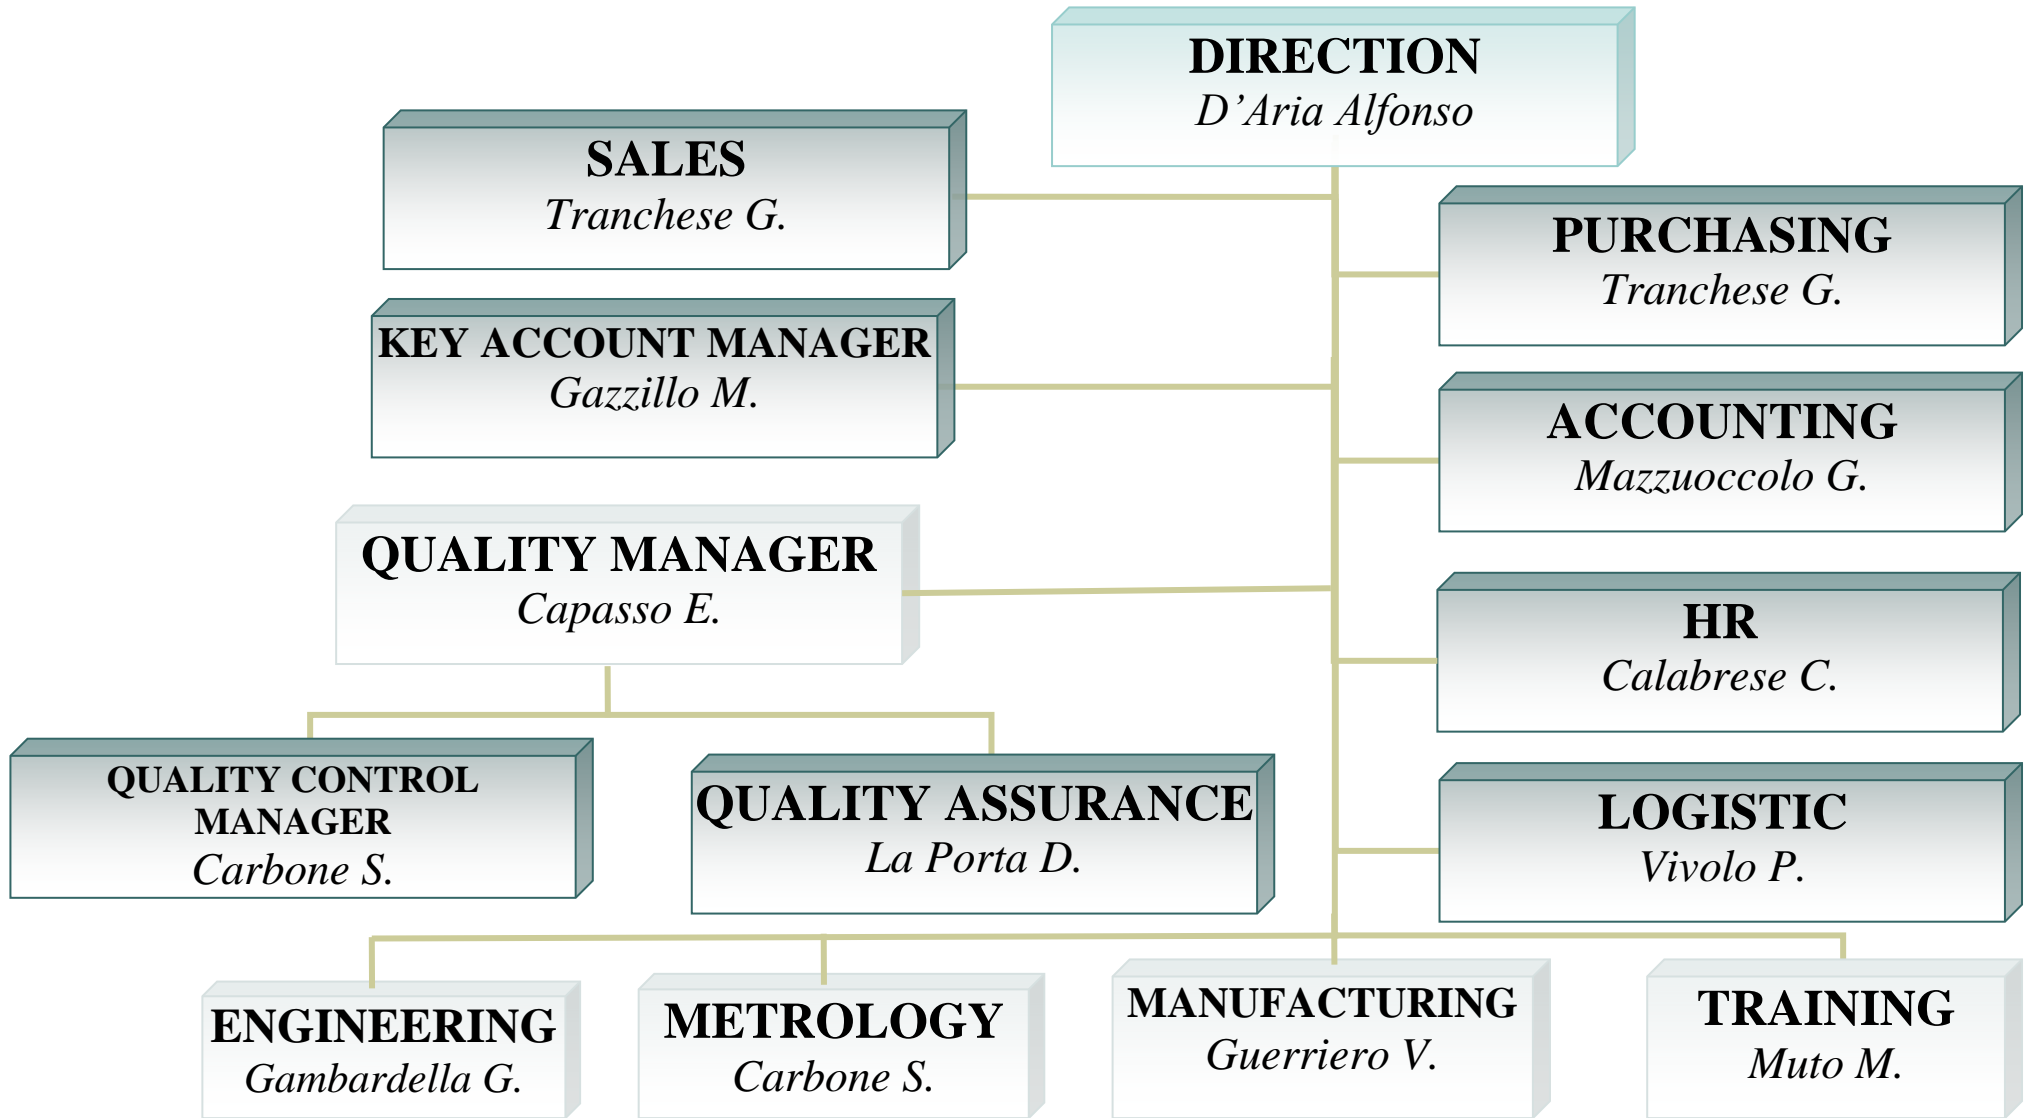 DIRECTION
D’Aria Alfonso
SALES
Tranchese G.
PURCHASING
Tranchese G.
KEY ACCOUNT MANAGER
Gazzillo M.
ACCOUNTING
Mazzuoccolo G.
QUALITY MANAGER
Capasso E.
HR
Calabrese C.
QUALITY CONTROL
MANAGER
Carbone S.
QUALITY ASSURANCE
La Porta D.
LOGISTIC
Vivolo P.
ENGINEERING
Gambardella G.
METROLOGY
Carbone S.
MANUFACTURING
Guerriero V.
TRAINING
Muto M.